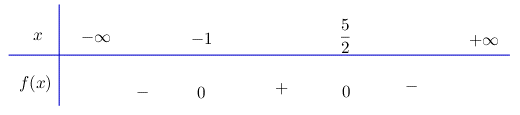 x −∞ −1 5/2 +∞
f(x) − 0 + 0 −